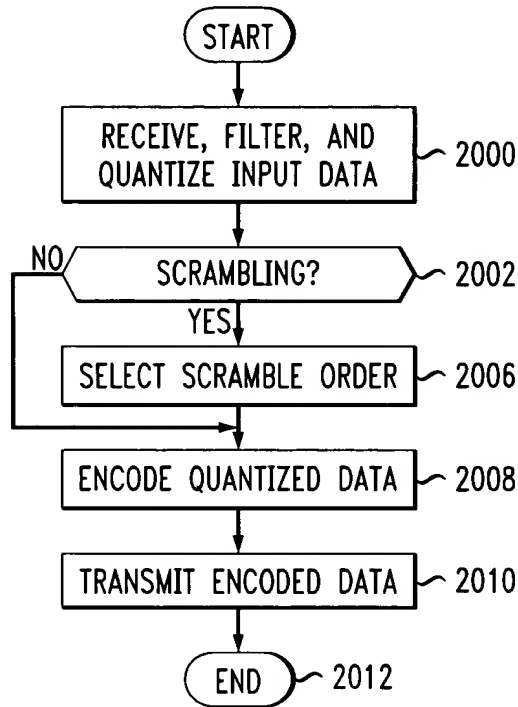 START
RECEIVE, FILTER, AND
QUANTIZE INPUT DATA
2000
NO
SCRAMBLING?
2002
YES
SELECT SCRAMBLE ORDER
2006
ENCODE QUANTIZED DATA
2008
TRANSMIT ENCODED DATA
2010
END
2012